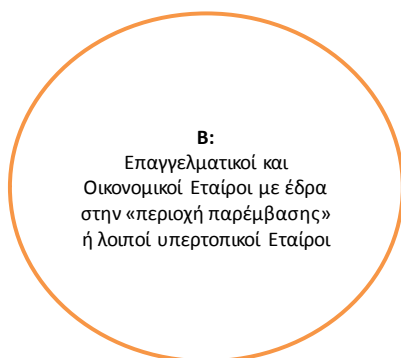 Β:
Επαγγελματικοί και
Οικονομικοί Εταίροι με έδρα
στην «περιοχή παρέμβασης»
ή λοιποί υπερτοπικοί Εταίροι